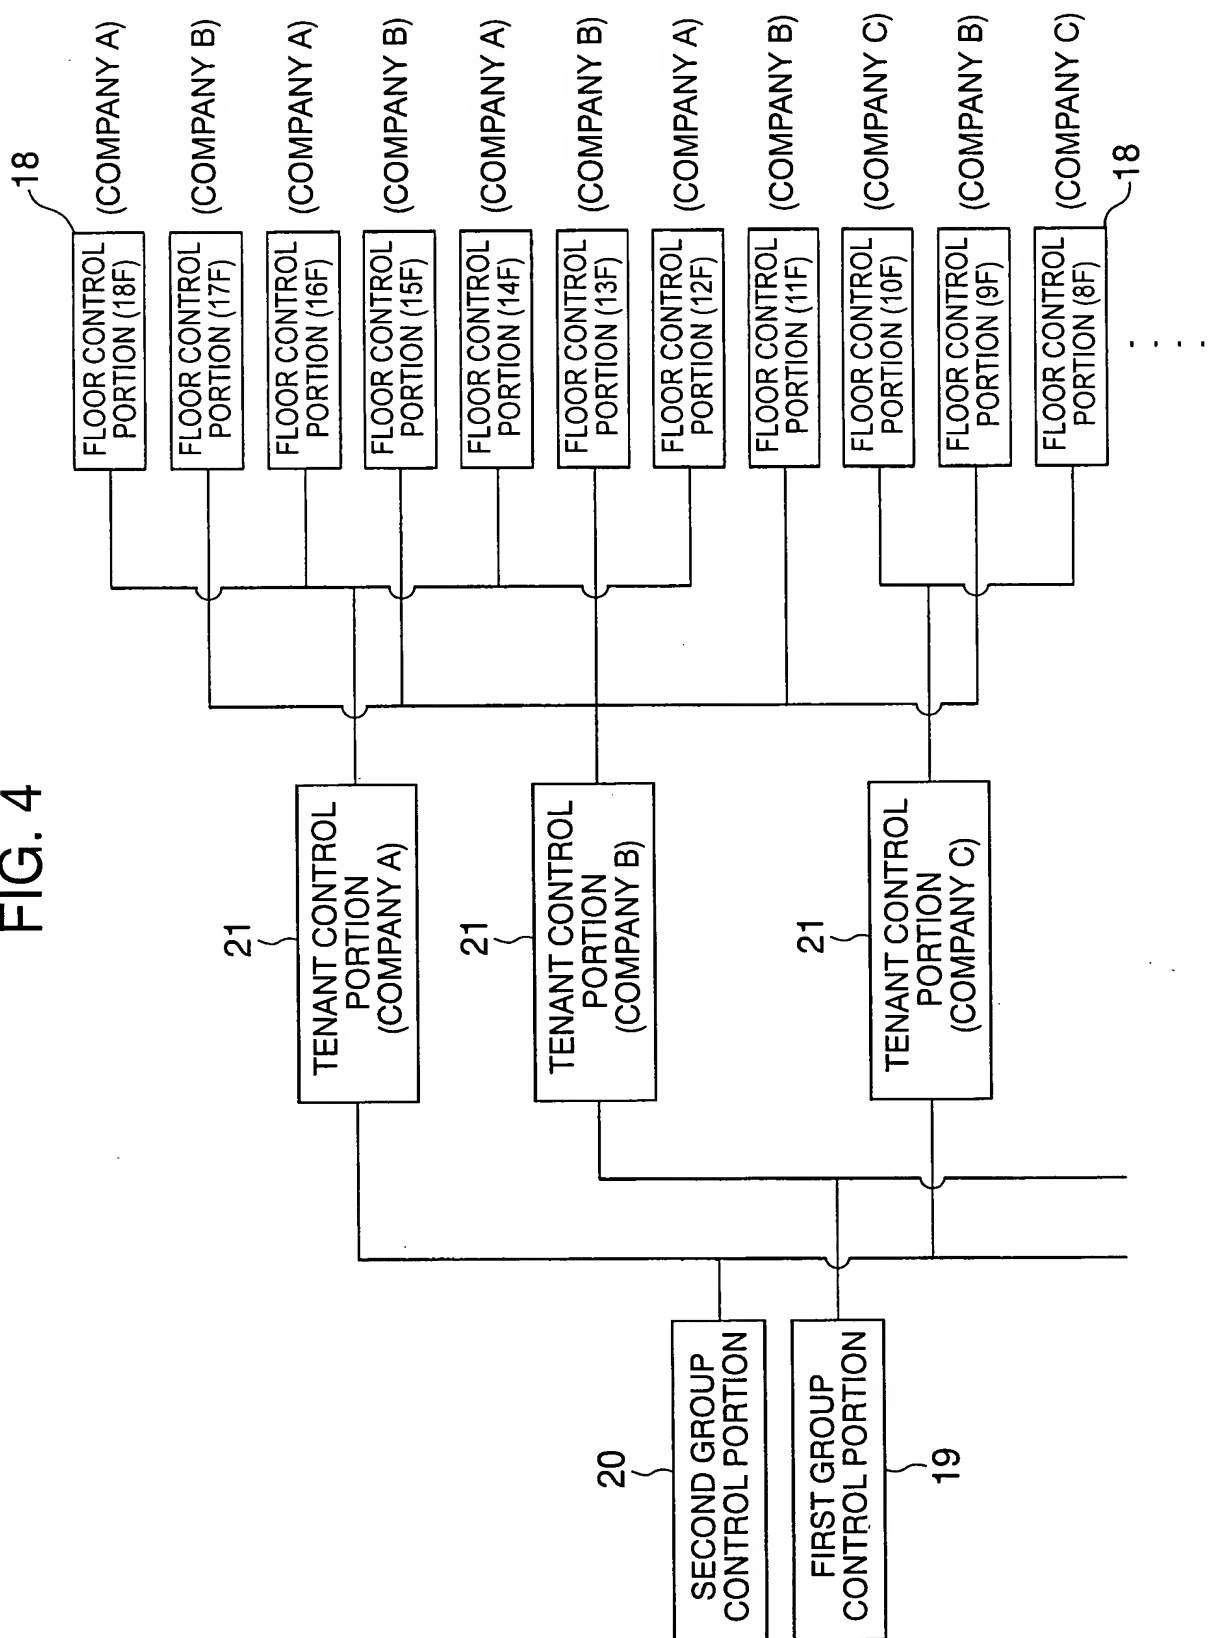 FIG. 4
18
FLOOR CONTROL
PORTION (18F)
(COMPANY A)
FLOOR CONTROL
PORTION (17F)
(COMPANY B)
FLOOR CONTROL
PORTION (16F)
(COMPANY A)
FLOOR CONTROL
PORTION (15F)
(COMPANY B)
FLOOR CONTROL
PORTION (14F)
(COMPANY A)
FLOOR CONTROL
PORTION (13F)
(COMPANY B)
FLOOR CONTROL
PORTION (12F)
(COMPANY A)
FLOOR CONTROL
PORTION (11F)
(COMPANY B)
FLOOR CONTROL
PORTION (10F)
(COMPANY C)
FLOOR CONTROL
PORTION (9F)
(COMPANY B)
FLOOR CONTROL
PORTION (8F)
(COMPANY C)
18
21
TENANT CONTROL
PORTION
(COMPANY A)
21
TENANT CONTROL
PORTION
(COMPANY B)
21
TENANT CONTROL
PORTION
(COMPANY C)
20
SECOND GROUP
CONTROL PORTION
FIRST GROUP
CONTROL PORTION
19